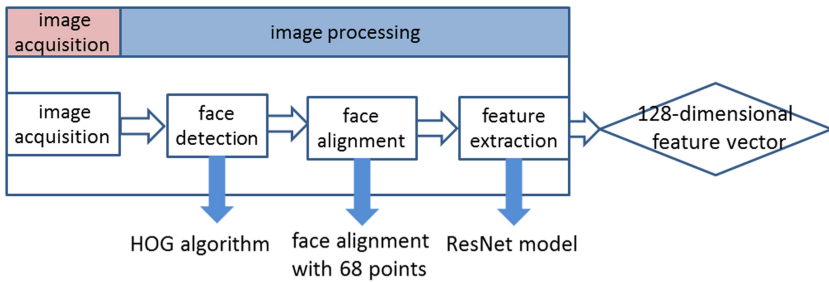 image
acquisition
image processing
image
acquisition
face
detection
face
alignment
feature
extraction
128-dimensional
feature vector
HOG algorithm
face alignment
with 68 points
ResNet model